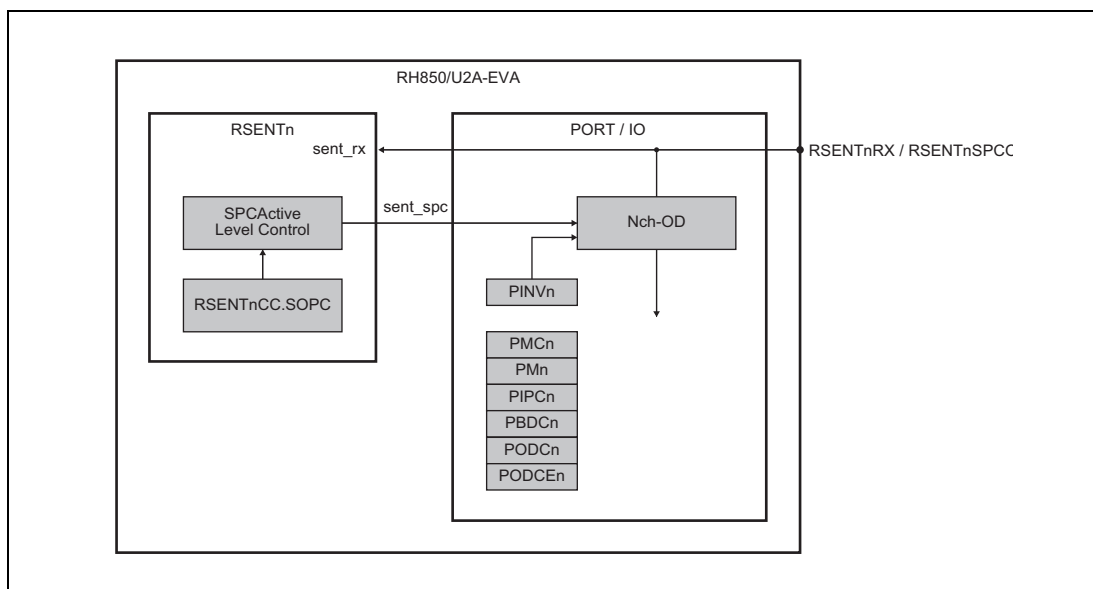 RH850/U2A-EVA
RSENTn
PORT / IO
sent_rx
RSENTnRX / RSENTnSPCC
SPCActive
Level Control
sent_spc
Nch-OD
RSENTnCC.SOPC
PINVn
PMCn
PMn
PIPCn
PBDCn
PODCn
PODCEn